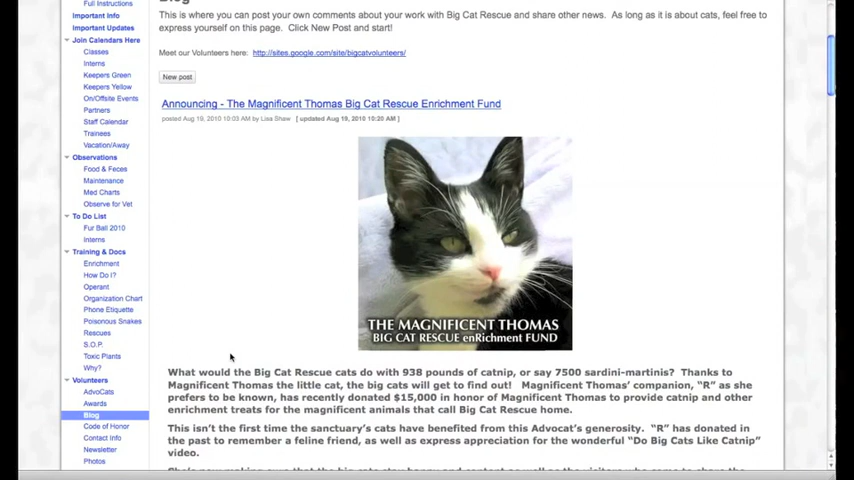 Full Instructions
Important Info
Important Updates
Join Calendars Here
Classes
Interns
Keepers Green
Keepers Yellow
On/Offsite Events
Partners
Staff Calendar
Trainees
Vacation/Away
Observations
Food & Feces
Maintenance
Med Charts
Observe for Vet
To Do List
Fur Ball 2010
Interns
Training & Docs
Enrichment
How Do I?
Operant
Organization Chart
Phone Etiquette
Poisonous Snakes
Rescues
S.O.P.
Toxic Plants
Why?
Volunteers
AdvoCats
Awards
Blog
Code of Honor
Contact Info
Newsletter
Photos
This is where you can post your own comments about your work with Big Cat Rescue and share other news. As long as it is about cats, feel free to
express yourself on this page. Click New Post and start!
Meet our Volunteers here: http://sites.google.com/site/bigcatvolunteers/
New post
Announcing - The Magnificent Thomas Big Cat Rescue Enrichment Fund
posted Aug 19, 2010 10:03 AM by Lisa Shaw [ updated Aug 19, 2010 10:20 AM ]
THE MAGNIFICENT THOMAS
BIG CAT RESCUE enRichment FUND
What would the Big Cat Rescue cats do with 938 pounds of catnip, or say 7500 sardini-martinis? Thanks to
Magnificent Thomas the little cat, the big cats will get to find out! Magnificent Thomas' companion, "R" as she
prefers to be known, has recently donated $15,000 in honor of Magnificent Thomas to provide catnip and other
enrichment treats for the magnificent animals that call Big Cat Rescue home.
This isn't the first time the sanctuary's cats have benefited from this Advocat's generosity. "R" has donated in
the past to remember a feline friend, as well as express appreciation for the wonderful "Do Big Cats Like Catnip"
video.